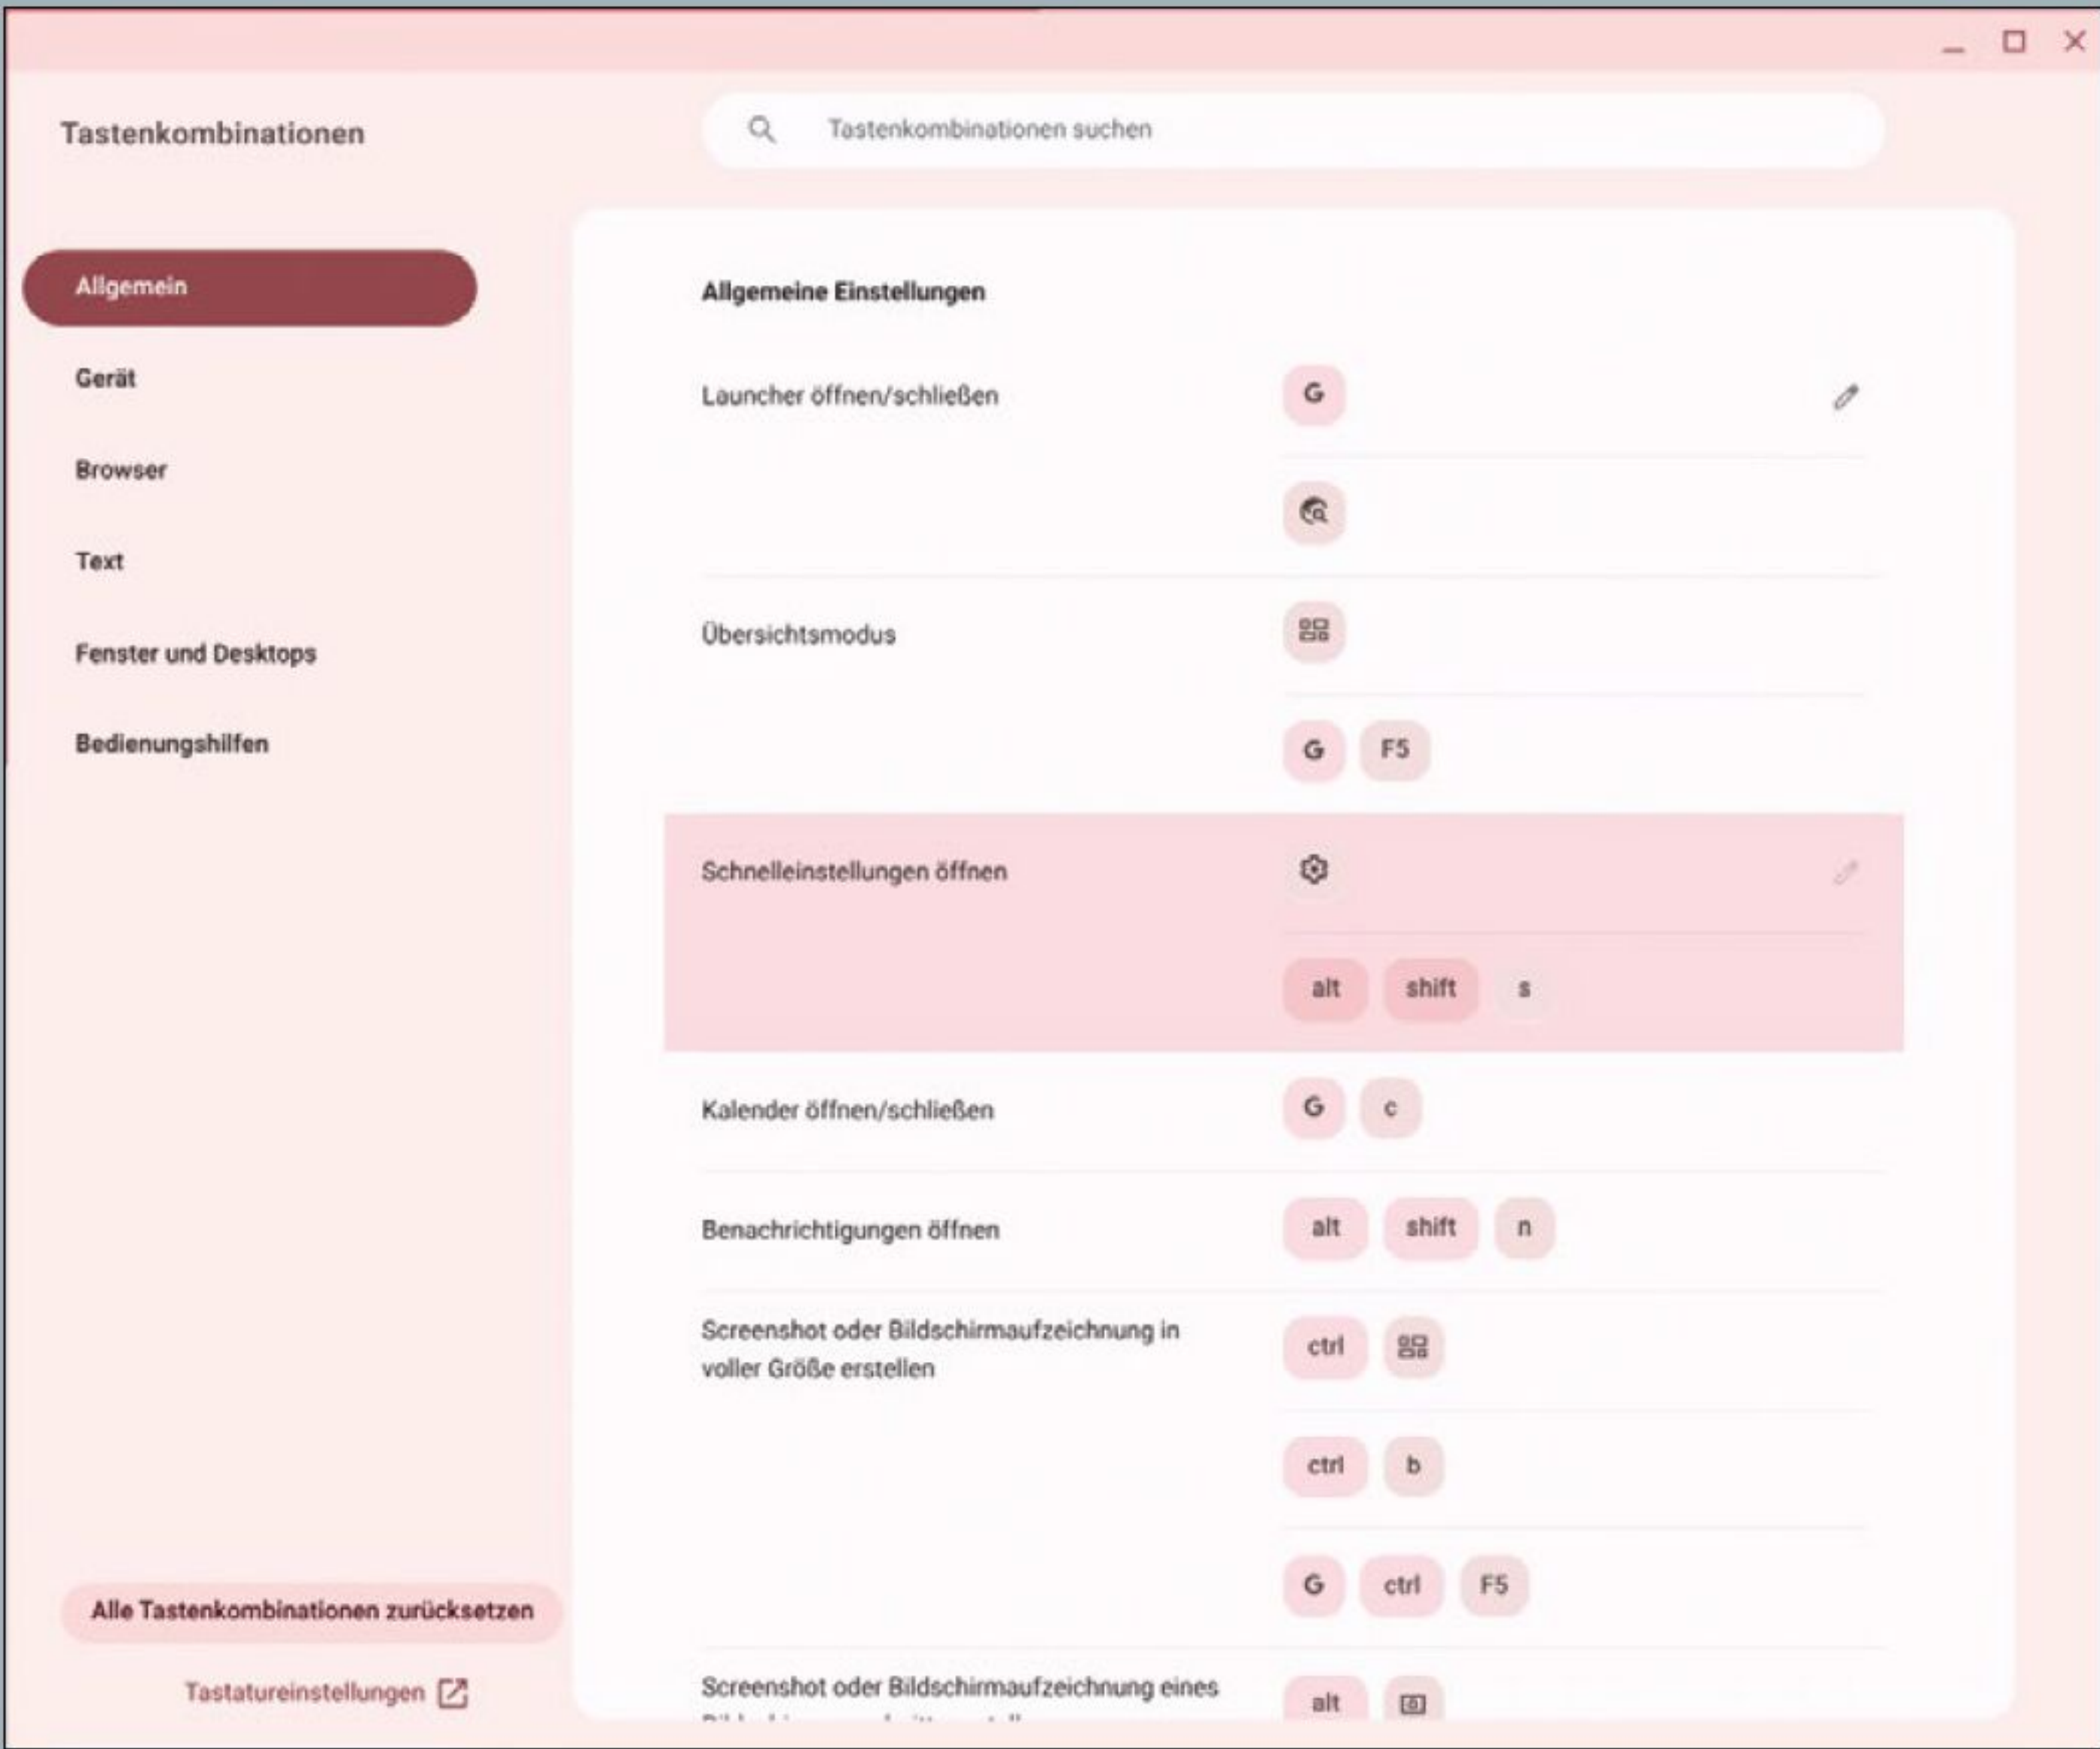 Tastenkombinationen
Tastenkombinationen suchen
Allgemein
Gerät
Browser
Text
Fenster und Desktops
Bedienungshilfen
Alle Tastenkombinationen zurücksetzen
Tastatureinstellungen
Allgemeine Einstellungen
Launcher öffnen/schließen
G
Übersichtsmodus
G F5
Schnelleinstellungen öffnen
alt shift s
Kalender öffnen/schließen
G c
Benachrichtigungen öffnen
alt shift n
Screenshot oder Bildschirmaufzeichnung in
voller Größe erstellen
ctrl
ctrl b
G ctrl F5
Screenshot oder Bildschirmaufzeichnung eines
alt